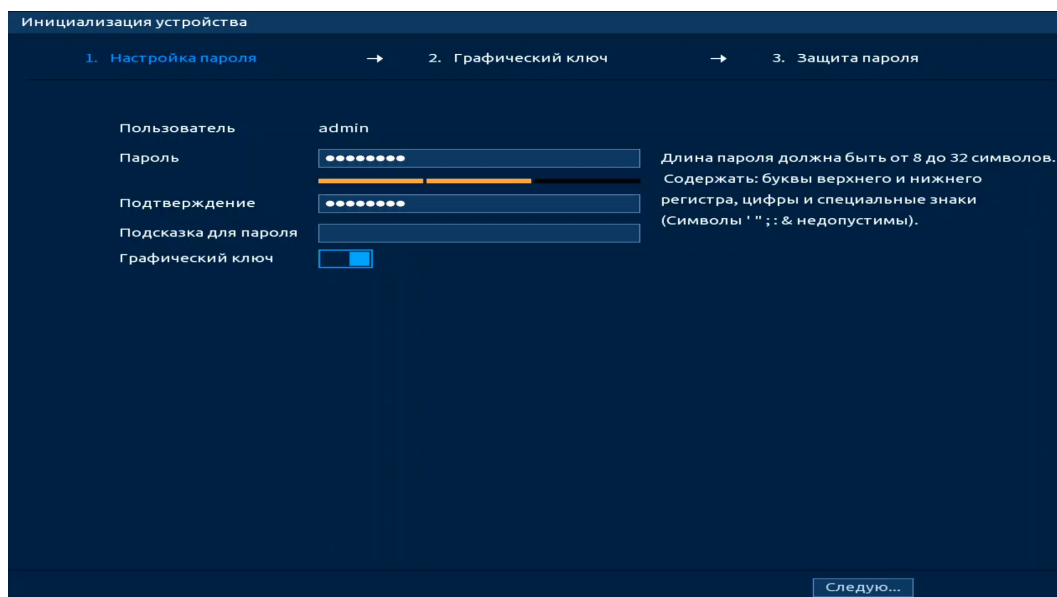 Инициализация устройства
1. Настройка пароля → 2. Графический ключ → 3. Защита пароля
Пользователь admin
Пароль ●●●●●●●● Длина пароля должна быть от 8 до 32 символов.
Содержать: буквы верхнего и нижнего
Подтверждение ●●●●●●●● регистра, цифры и специальные знаки
(Символы ' " ; : & недопустимы).
Подсказка для пароля
Графический ключ
Следую...